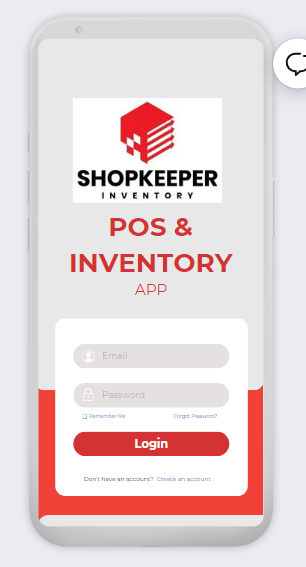 SHOPKEEPER
INVENTORY
POS &
INVENTORY
APP
Email
Password
Remember Me Forgot Password?
Login
Don't have an account? Create an account